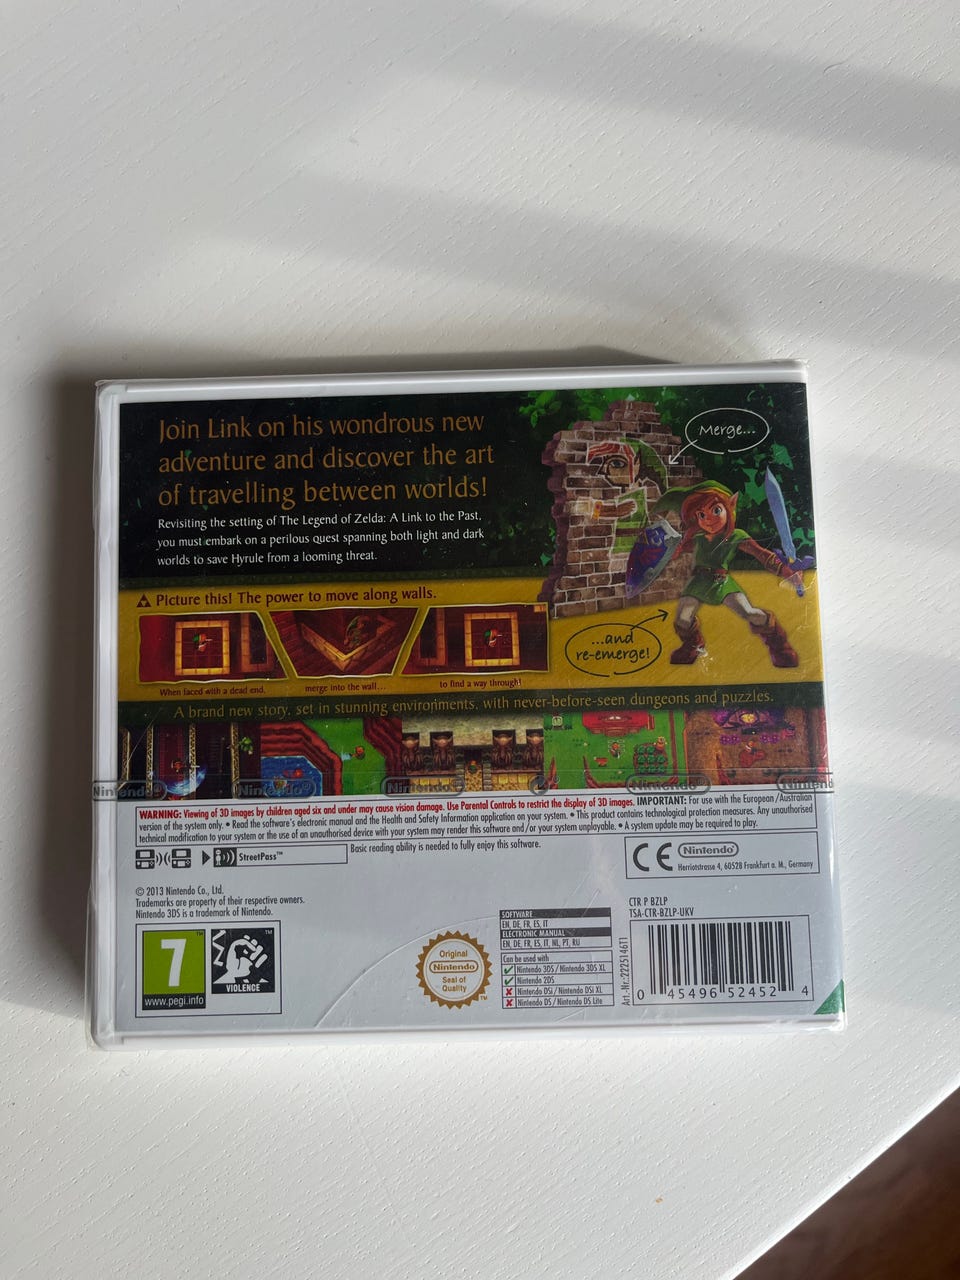 Join Link on his wondrous new
adventure and discover the art
of travelling between worlds!
Revisiting the setting of The Legend of Zelda: A Link to the Past,
you must embark on a perilous quest spanning both light and dark
worlds to save Hyrule from a looming threat.
Merge...
...and
re-emerge!
Picture this! The power to move along walls.
When faced with a dead end,
merge into the wall...
to find a way through!
A brand new story, set in stunning environments, with never-before-seen dungeons and puzzles.
Nintendo® Nintendo® Nintendo® Nintendo® Nintendo
WARNING: Viewing of 3D images by children aged six and under may cause vision damage. Use Parental Controls to restrict the display of 3D images. IMPORTANT: For use with the European/Australian
version of the system only. • Read the software's electronic manual and the Health and Safety Information application on your system. • This product contains technological protection measures. Any unauthorised
technical modification to your system or the use of an unauthorised device with your system may render this software and/or your system unplayable. • A system update may be required to play.
StreetPass™
Basic reading ability is needed to fully enjoy this software.
CE Nintendo®
Herriotstrasse 4, 60528 Frankfurt a. M., Germany
© 2013 Nintendo Co., Ltd.
Trademarks are property of their respective owners.
Nintendo 3DS is a trademark of Nintendo.
7™
www.pegi.info
™
VIOLENCE
Original
Nintendo
Seal of
Quality
™
SOFTWARE
EN, DE, FR, ES, IT
ELECTRONIC MANUAL
EN, DE, FR, ES, IT, NL, PT, RU
Can be used with
Nintendo 3DS / Nintendo 3DS XL
Nintendo 2DS
Nintendo DSi / Nintendo DSi XL
Nintendo DS / Nintendo DS Lite
Art.-Nr.:2225146T1
CTR P BZLP
TSA-CTR-BZLP-UKV
0 45496 52452 4